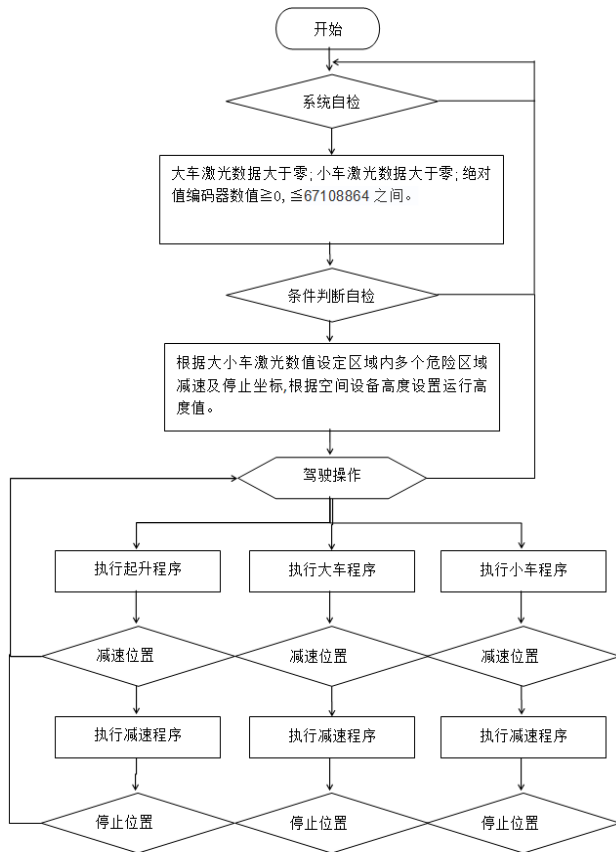 开始
系统自检
大车激光数据大于零；小车激光数据大于零；绝对
值编码器数值≧0, ≦67108864 之间。
条件判断自检
根据大小车激光数值设定区域内多个危险区域
减速及停止坐标,根据空间设备高度设置运行高
度值。
驾驶操作
执行起升程序
执行大车程序
执行小车程序
减速位置
减速位置
减速位置
执行减速程序
执行减速程序
执行减速程序
停止位置
停止位置
停止位置